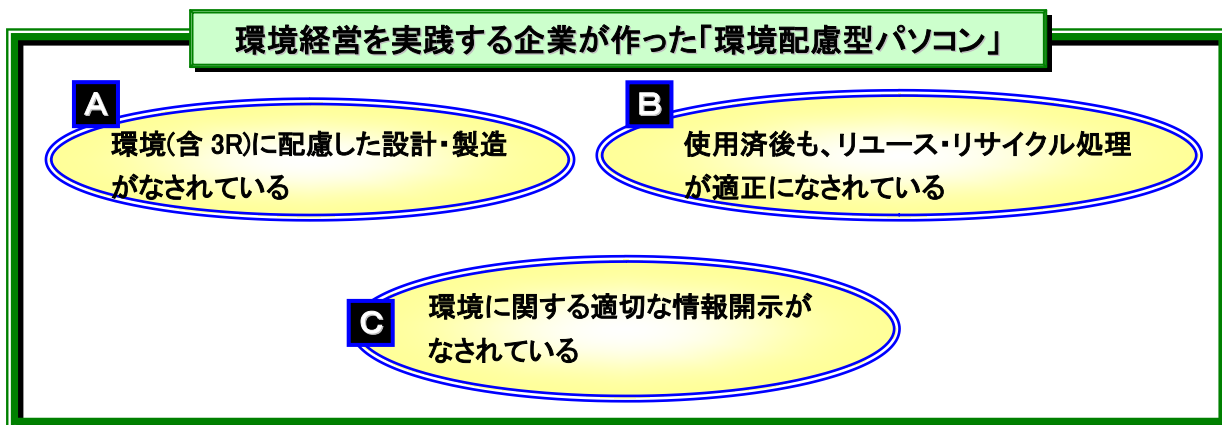 環境経営を実践する企業が作った「環境配慮型パソコン」
A
環境(含 3R)に配慮した設計・製造
がなされている
B
使用済後も、リユース・リサイクル処理
が適正になされている
C
環境に関する適切な情報開示が
なされている